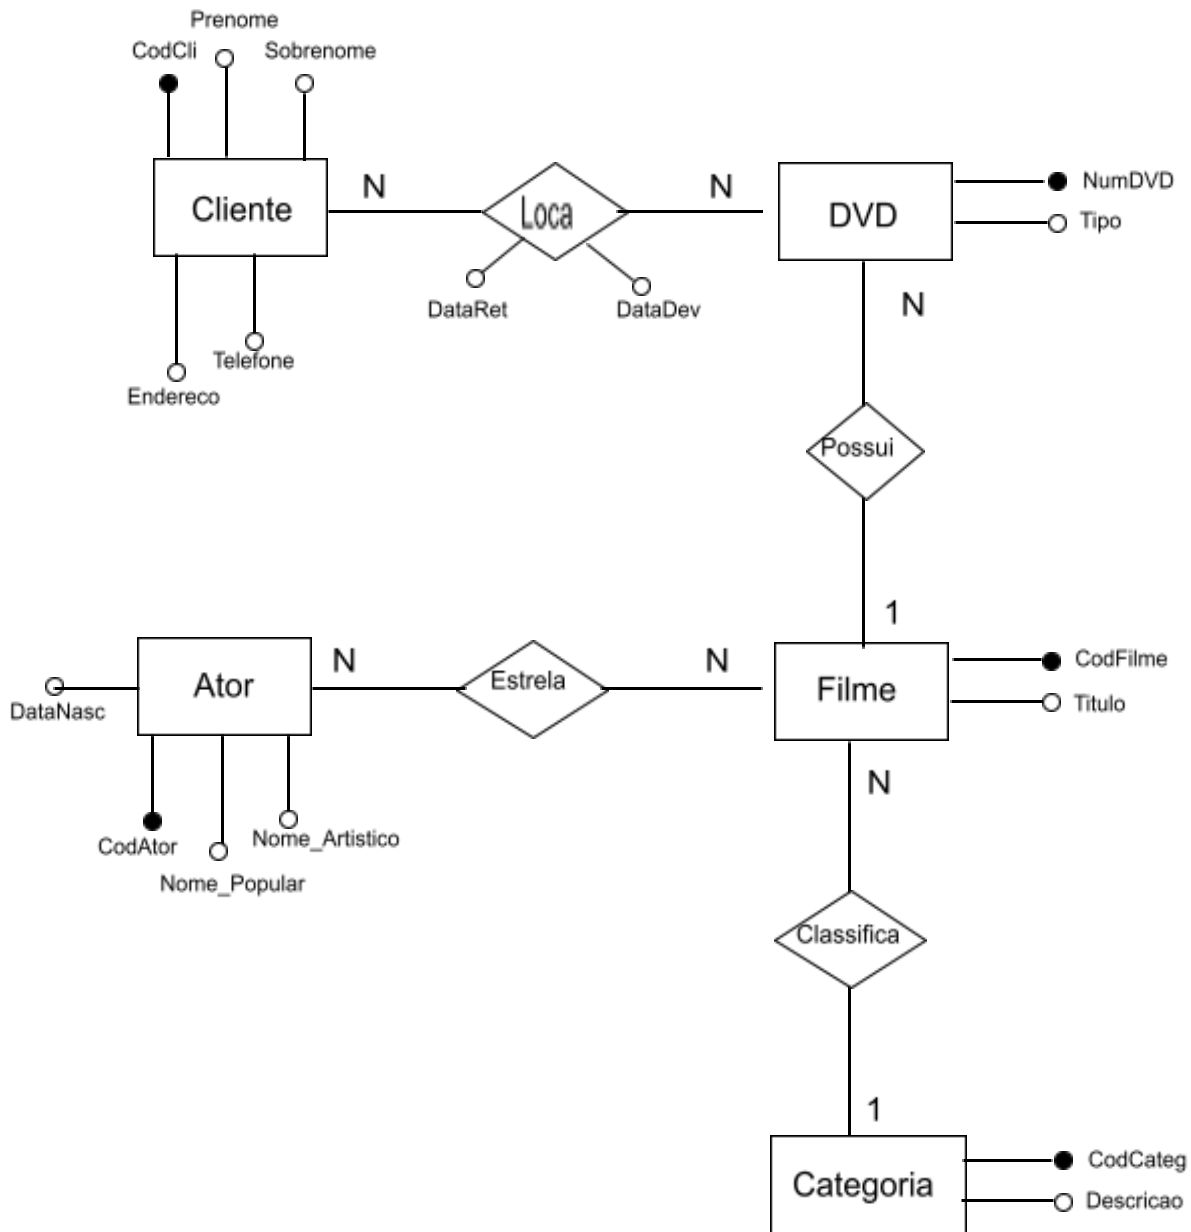 Prenome
CodCli
Sobrenome
Cliente
N
Loca
N
DVD
NumDVD
Tipo
DataRet
DataDev
N
Telefone
Endereco
Possui
1
Ator
N
Estrela
N
Filme
CodFilme
Titulo
DataNasc
N
CodAtor
Nome_Artistico
Nome_Popular
Classifica
1
Categoria
CodCateg
Descricao